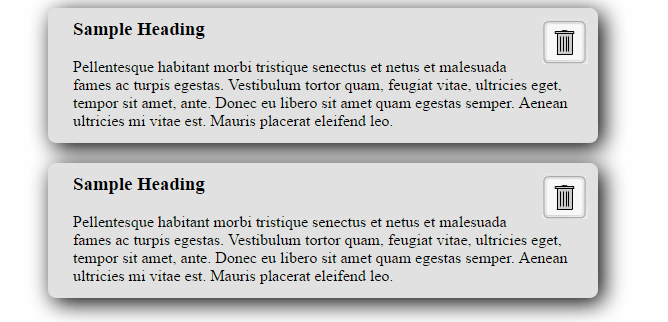 Sample Heading
Pellentesque habitant morbi tristique senectus et netus et malesuada
fames ac turpis egestas. Vestibulum tortor quam, feugiat vitae, ultricies eget,
tempor sit amet, ante. Donec eu libero sit amet quam egestas semper. Aenean
ultricies mi vitae est. Mauris placerat eleifend leo.
Sample Heading
Pellentesque habitant morbi tristique senectus et netus et malesuada
fames ac turpis egestas. Vestibulum tortor quam, feugiat vitae, ultricies eget,
tempor sit amet, ante. Donec eu libero sit amet quam egestas semper. Aenean
ultricies mi vitae est. Mauris placerat eleifend leo.